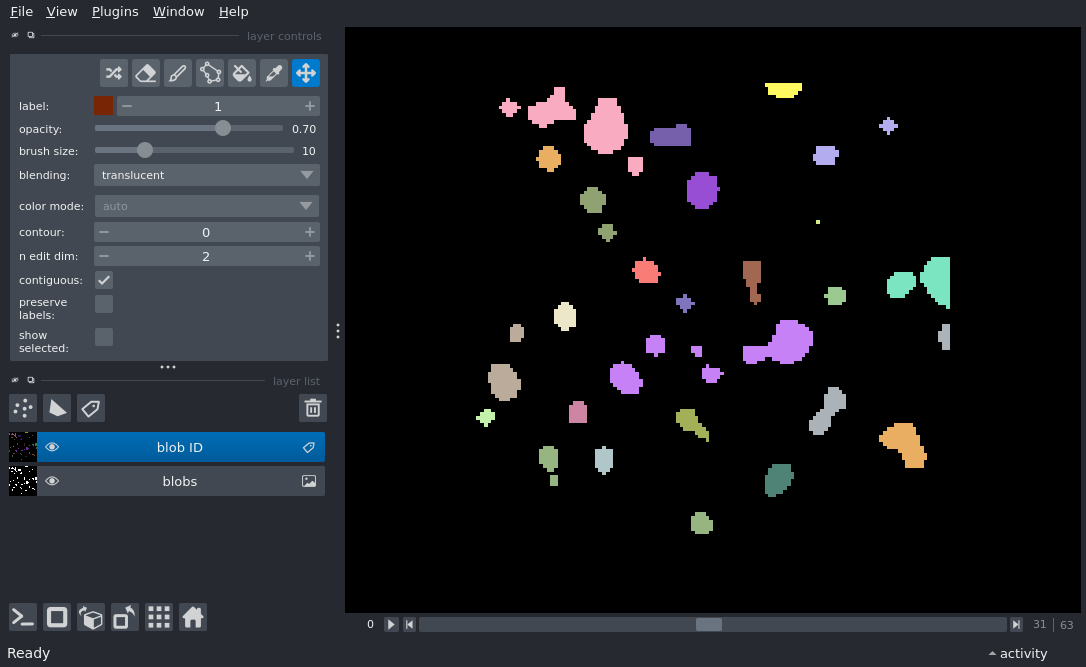 File View Plugins Window Help
layer controls
label: 1
opacity: 0.70
brush size: 10
blending: translucent
color mode: auto
contour: 0
n edit dim: 2
contiguous:
preserve
labels:
show
selected:
layer list
blob ID
blobs
0 31 63
Ready activity